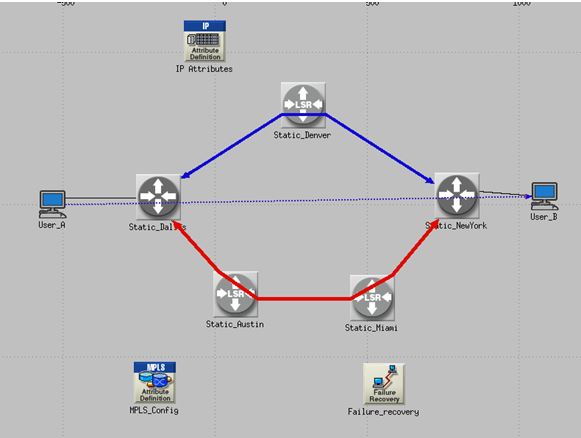 -500
0
500
1000
IP
Attribute
Definition
IP Attributes
LSR
Static_Denver
User_A
Static_Dallas
Static_NewYork
User_B
LSR
LSR
Static_Austin
Static_Miami
MPLS
Attribute
Definition
MPLS_Config
Failure
Recovery
Failure_recovery